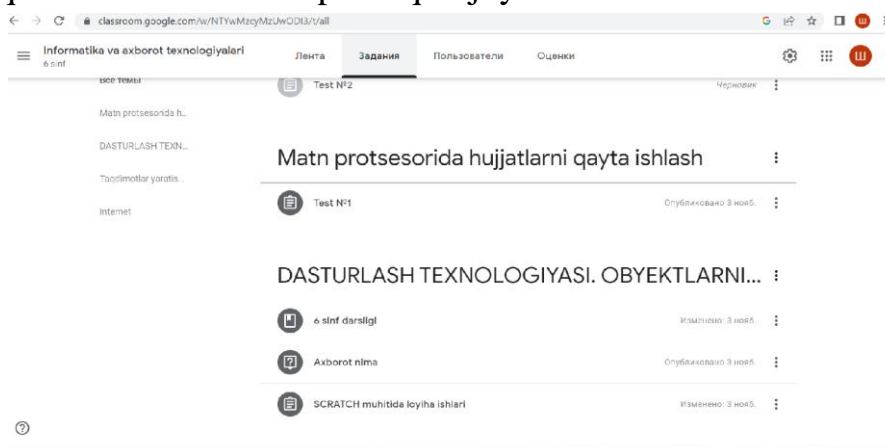 classroom.google.com/w/NTYwMzcyMzUwODI3/t/all
Informatika va axborot texnologiyalari
6 sinf
Лента Задания Пользователи Оценки
Ш
Ш
Все темы
Matn protsesorida h...
DASTURLASH TEXN...
Taqdimotlar yaratis...
Internet
Test №2 Черновик
Matn protsesorida hujjatlarni qayta ishlash
Test №1 Опубликовано 3 нояб.
DASTURLASH TEXNOLOGIYASI. OBYEKTLARNI...
6 sinf darsligi Изменено: 3 нояб.
Axborot nima Опубликовано 3 нояб.
SCRATCH muhitida loyiha ishlari Изменено: 3 нояб.